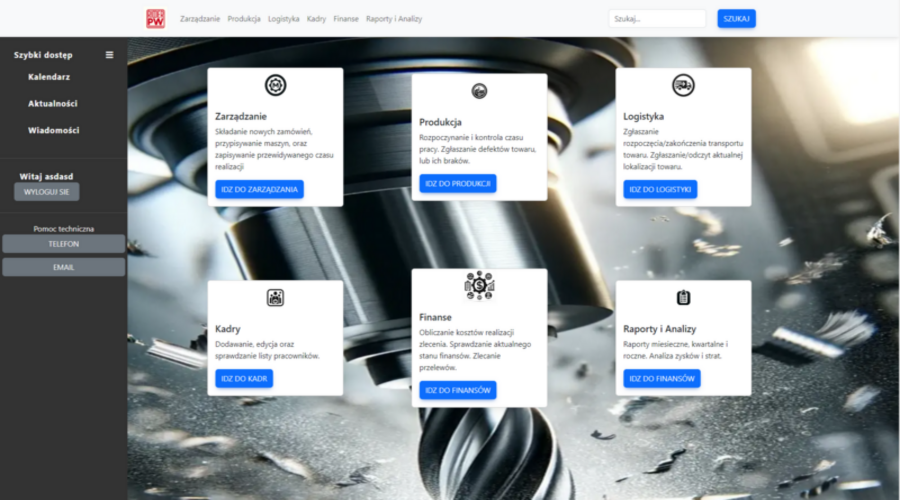 PW
Zarządzanie Produkcja Logistyka Kadry Finanse Raporty i Analizy
Szukaj...
SZUKAJ
Szybki dostęp
Kalendarz
Aktualności
Wiadomości
Witaj asdasd
WYLOGUJ SIE
Pomoc techniczna
TELEFON
EMAIL
Zarządzanie
Składanie nowych zamówień,
przypisywanie maszyn, oraz
zapisywanie przewidywanego czasu
realizacji
IDZ DO ZARZĄDZANIA
Produkcja
Rozpoczynanie i kontrola czasu
pracy. Zgłaszanie defektów towaru,
lub ich braków.
IDZ DO PRODUKCJI
Logistyka
Zgłaszanie
rozpoczęcia/zakończenia transportu
towaru. Zgłaszanie/odczyt aktualnej
lokalizacji towaru.
IDZ DO LOGISTYKI
Kadry
Dodawanie, edycja oraz
sprawdzanie listy pracowników.
IDZ DO KADR
Finanse
Obliczanie kosztów realizacji
zlecenia. Sprawdzanie aktualnego
stanu finansów. Zlecanie
przelewów.
IDZ DO FINANSÓW
Raporty i Analizy
Raporty miesieczne, kwartalne i
roczne. Analiza zysków i strat.
IDZ DO FINANSÓW